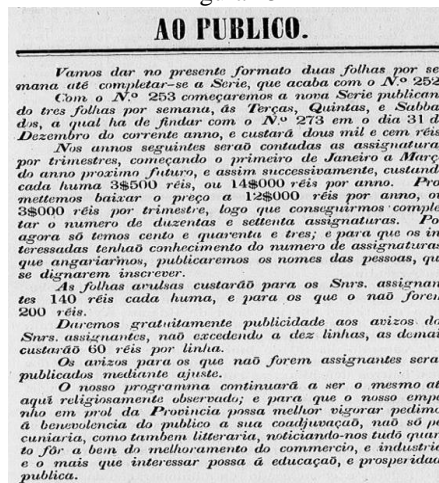 AO PUBLICO.
Vamos dar no presente formato duas folhas por se
mana até completar-se a Serie, que acaba com o N.º 252
Com o N.º 253 começaremos a nova Serie publican
do tres folhas por semana, ás Terças, Quintas, e Sabba
dos, a qual ha de findar com o N.º 273 em o dia 31 d
Dezembro do corrente anno, e custará dous mil e cem réis
Nos annos seguintes seraõ contadas as assignatura
por trimestres, começando o primeiro de Janeiro a Març
do anno proximo futuro, e assim successivamente, custand
cada huma 3$500 réis, ou 14$000 réis por anno. Pro
mettemos baixar o preço a 12$000 réis por anno, ou
3$000 réis por trimestre, logo que conseguirmos comple
tar o numero de duzentas e settenta assignaturas. Po
agora só temos cento e quarenta e tres; e para que os in
teressadas tenhaõ conhecimento do numero de assignaturas
que angariarmos, publicaremos os nomes das pessoas, qu
se dignarem inscrever.
As folhas avulsas custaráõ para os Snrs. assignan
tes 140 réis cada huma, e para os que o naõ forem
200 réis.
Daremos gratuitamente publicidade aos avizos do
Snrs. assignantes, naõ excedendo a dez linhas, as demai
custaráõ 60 réis por linha.
Os anizos para os que naõ forem assignantes sera
publicados mediante ajuste.
O nosso programma continuará a ser o mesmo at
aqui religiosamente observado; e para que o nosso empe
nho em prol da Provincia possa melhor vigorar pedimo
á benevolencia do publico a sua coadjuvaçaõ, naõ só pe
cuniaria, como tambem litteraria, noticiando-nos tudó quan
to fôr a bem do melhoramento do commercio, e industria
e o mais que interessar possa á educaçaõ, e prosperidad
publica.